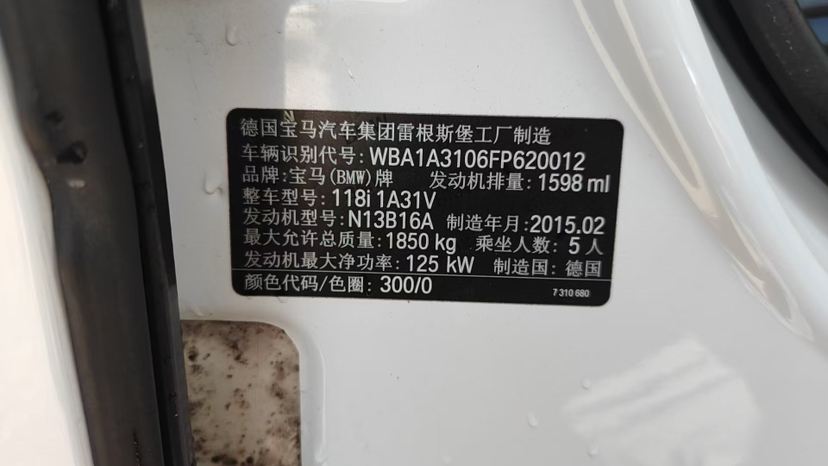 德国宝马汽车集团雷根斯堡工厂制造
车辆识别代号: WBA1A3106FP620012
品牌: 宝马(BMW)牌 发动机排量: 1598 ml
整车型号: 118i 1A31V
发动机型号: N13B16A 制造年月: 2015.02
最大允许总质量: 1850 kg 乘坐人数: 5 人
发动机最大净功率: 125 kW 制造国: 德国
颜色代码/色圈: 300/0
7 310 680